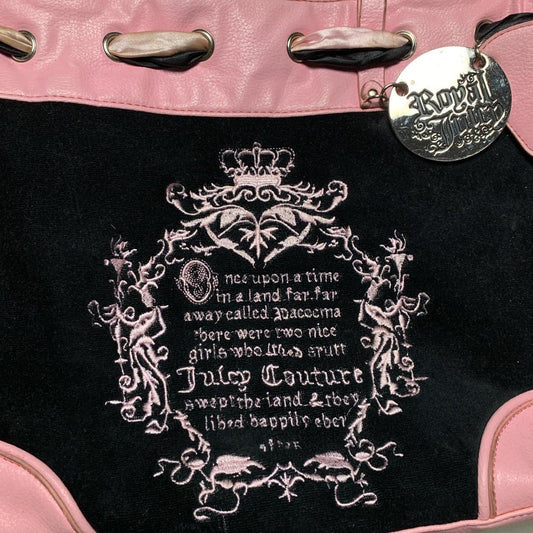 Royal
Juicy
Once upon a time
in a land far, far
away called Pacoima
there were two nice
girls who liked stuff
Juicy Couture
swept the land & they
lived happily ever
after